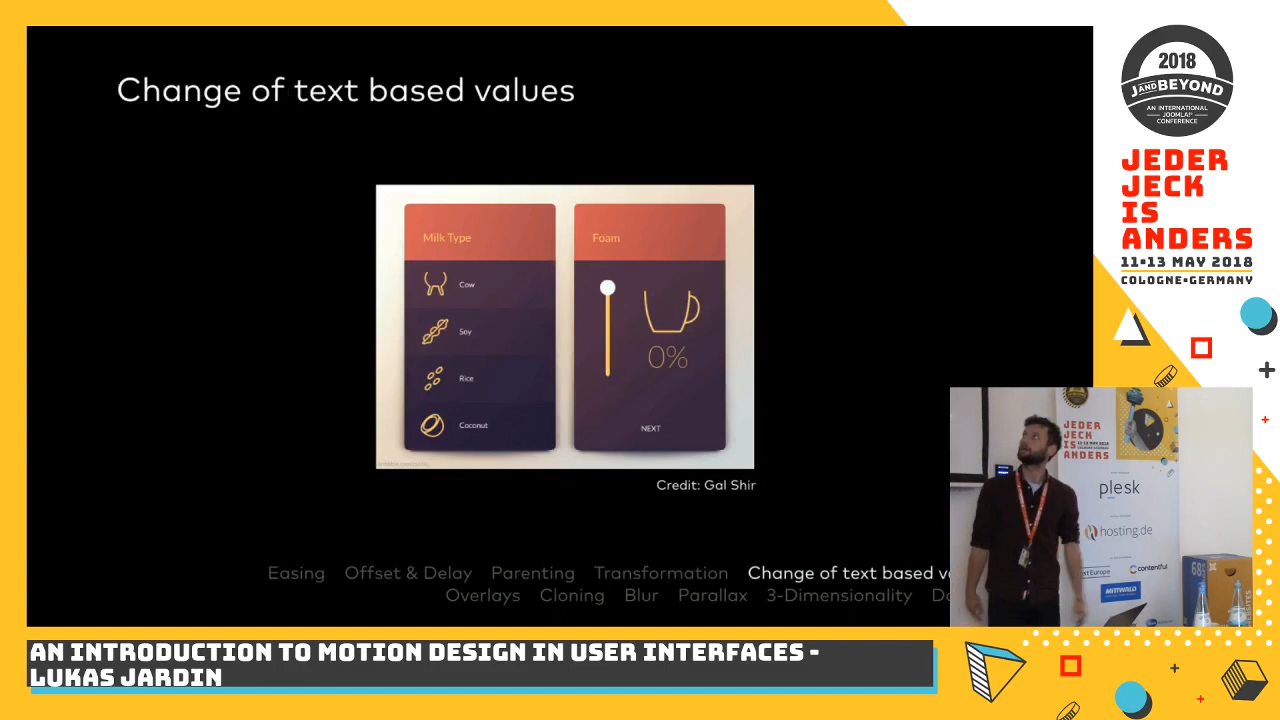 Change of text based values
Milk Type
Cow
Soy
Rice
Coconut
Foam
0%
NEXT
Credit: Gal Shir
Easing Offset & Delay Parenting Transformation Change of text based
Overlays Cloning Blur Parallax 3-Dimensionality
2018
J AND BEYOND
AN INTERNATIONAL
JOOMLA!
CONFERENCE
JEDER
JECK
IS
ANDERS
11-13 MAY 2018
COLOGNE•GERMANY
JEDER
JECK
IS
ANDERS
plesk
hosting.de
contentful
MITTWALD
68
AN INTRODUCTION TO MOTION DESIGN IN USER INTERFACES -
LUKAS JARDIN